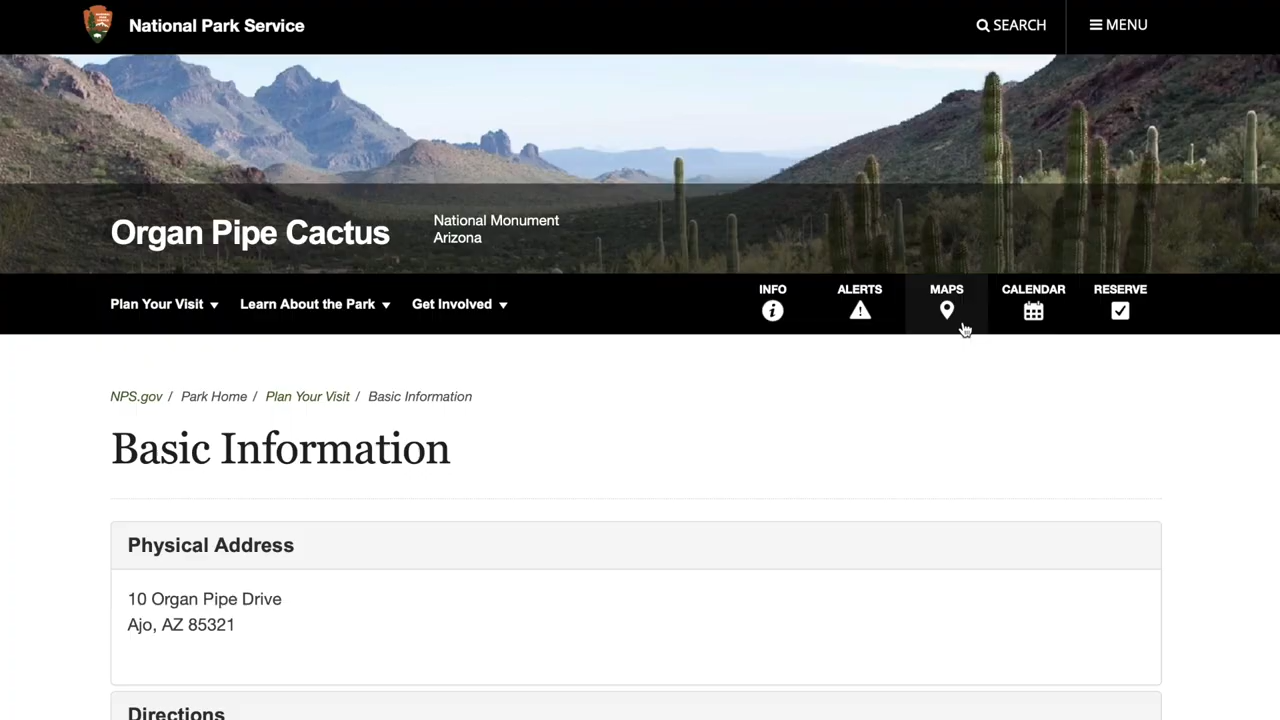 National Park Service
SEARCH
MENU
Organ Pipe Cactus
National Monument
Arizona
Plan Your Visit
Learn About the Park
Get Involved
INFO
ALERTS
MAPS
CALENDAR
RESERVE
NPS.gov / Park Home / Plan Your Visit / Basic Information
Basic Information
Physical Address
10 Organ Pipe Drive
Ajo, AZ 85321
Directions